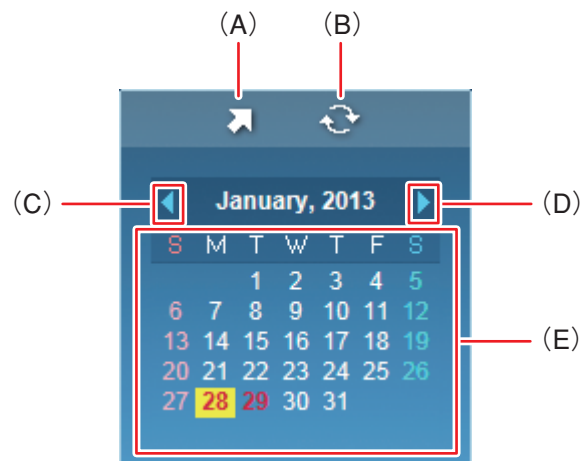 (A) (B)
(C) January, 2013 (D)
S M T W T F S
1 2 3 4 5
6 7 8 9 10 11 12
13 14 15 16 17 18 19
(E)
20 21 22 23 24 25 26
27 28 29 30 31